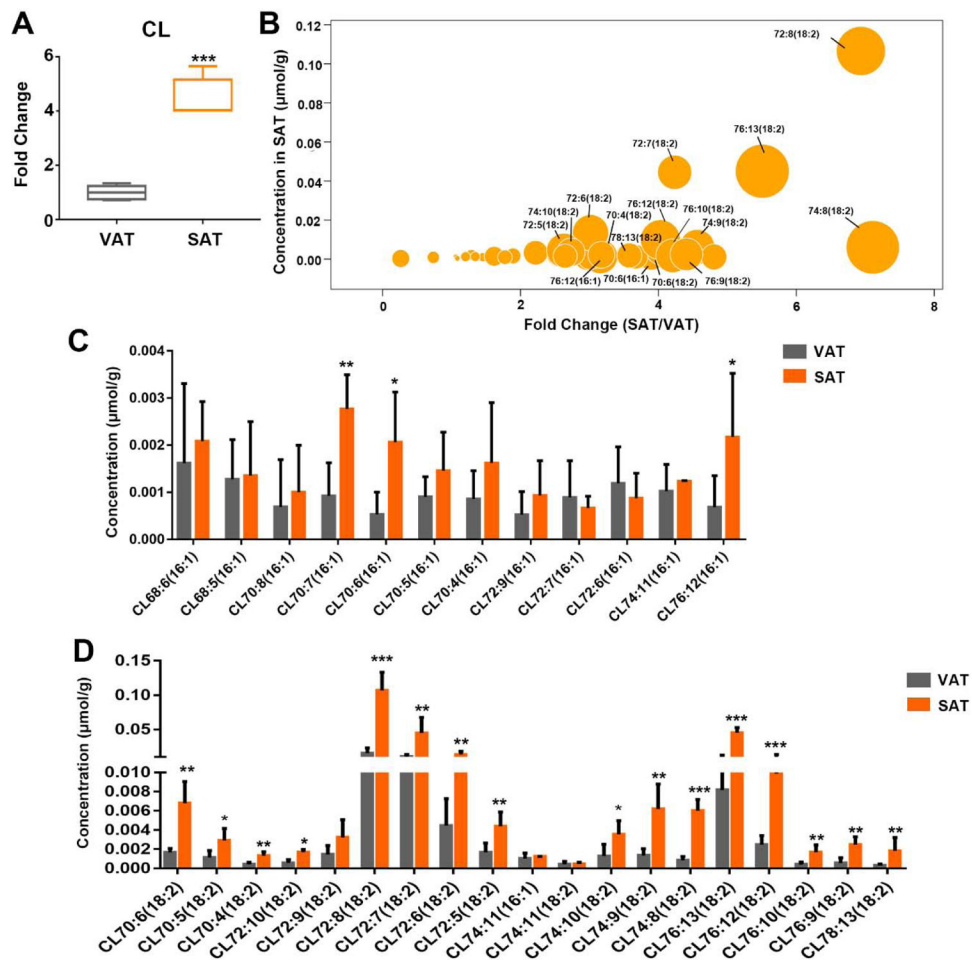 A
CL
Fold Change
6
4
2
0
***
VAT
SAT
B
Concentration in SAT (μmol/g)
0.12
0.10
0.08
0.06
0.04
0.02
0.00
72:8(18:2)
76:13(18:2)
72:7(18:2)
74:8(18:2)
72:6(18:2)
76:12(18:2)
76:10(18:2)
74:10(18:2)
70:4(18:2)
74:9(18:2)
72:5(18:2)
78:13(18:2)
76:12(16:1)
70:6(16:1)
70:6(18:2)
76:9(18:2)
0
2
4
6
8
Fold Change (SAT/VAT)
C
Concentration (μmol/g)
0.004
0.003
0.002
0.001
0.000
**
*
*
VAT
SAT
CL68:6(16:1)
CL68:5(16:1)
CL70:8(16:1)
CL70:7(16:1)
CL70:6(16:1)
CL70:5(16:1)
CL70:4(16:1)
CL72:9(16:1)
CL72:7(16:1)
CL72:6(16:1)
CL74:11(16:1)
CL76:12(16:1)
D
Concentration (μmol/g)
0.15
0.10
0.05
0.010
0.008
0.006
0.004
0.002
0.000
**
*
**
*
***
**
**
**
*
**
***
***
***
**
**
**
VAT
SAT
CL70:6(18:2)
CL70:5(18:2)
CL70:4(18:2)
CL72:10(18:2)
CL72:9(18:2)
CL72:8(18:2)
CL72:7(18:2)
CL72:6(18:2)
CL72:5(18:2)
CL74:11(16:1)
CL74:11(18:2)
CL74:10(18:2)
CL74:9(18:2)
CL74:8(18:2)
CL76:13(18:2)
CL76:12(18:2)
CL76:10(18:2)
CL76:9(18:2)
CL78:13(18:2)